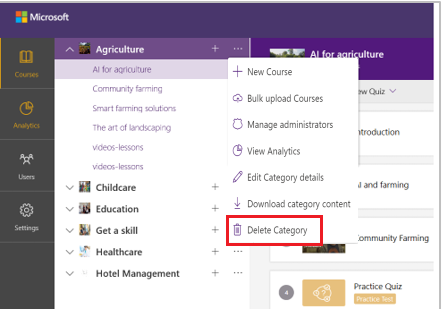 Microsoft
Courses
Analytics
Users
Settings
Agriculture
AI for agriculture
Community farming
Smart farming solutions
The art of landscaping
videos-lessons
videos-lessons
Childcare
Education
Get a skill
Healthcare
Hotel Management
New Course
Bulk upload Courses
Manage administrators
View Analytics
Edit Category details
Download category content
Delete Category
AI for agriculture
ew Quiz
ntroduction
AI and farming
ommunity Farming
4
Practice Quiz
Practice Test